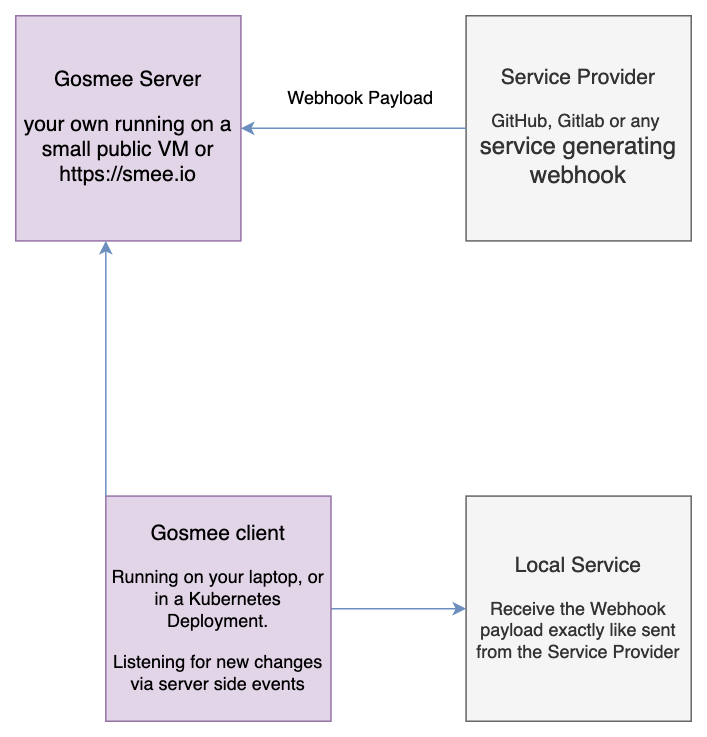 Gosmee Server
your own running on a
small public VM or
https://smee.io
Webhook Payload
Service Provider
GitHub, Gitlab or any
service generating
webhook
Gosmee client
Running on your laptop, or
in a Kubernetes
Deployment.
Listening for new changes
via server side events
Local Service
Receive the Webhook
payload exactly like sent
from the Service Provider